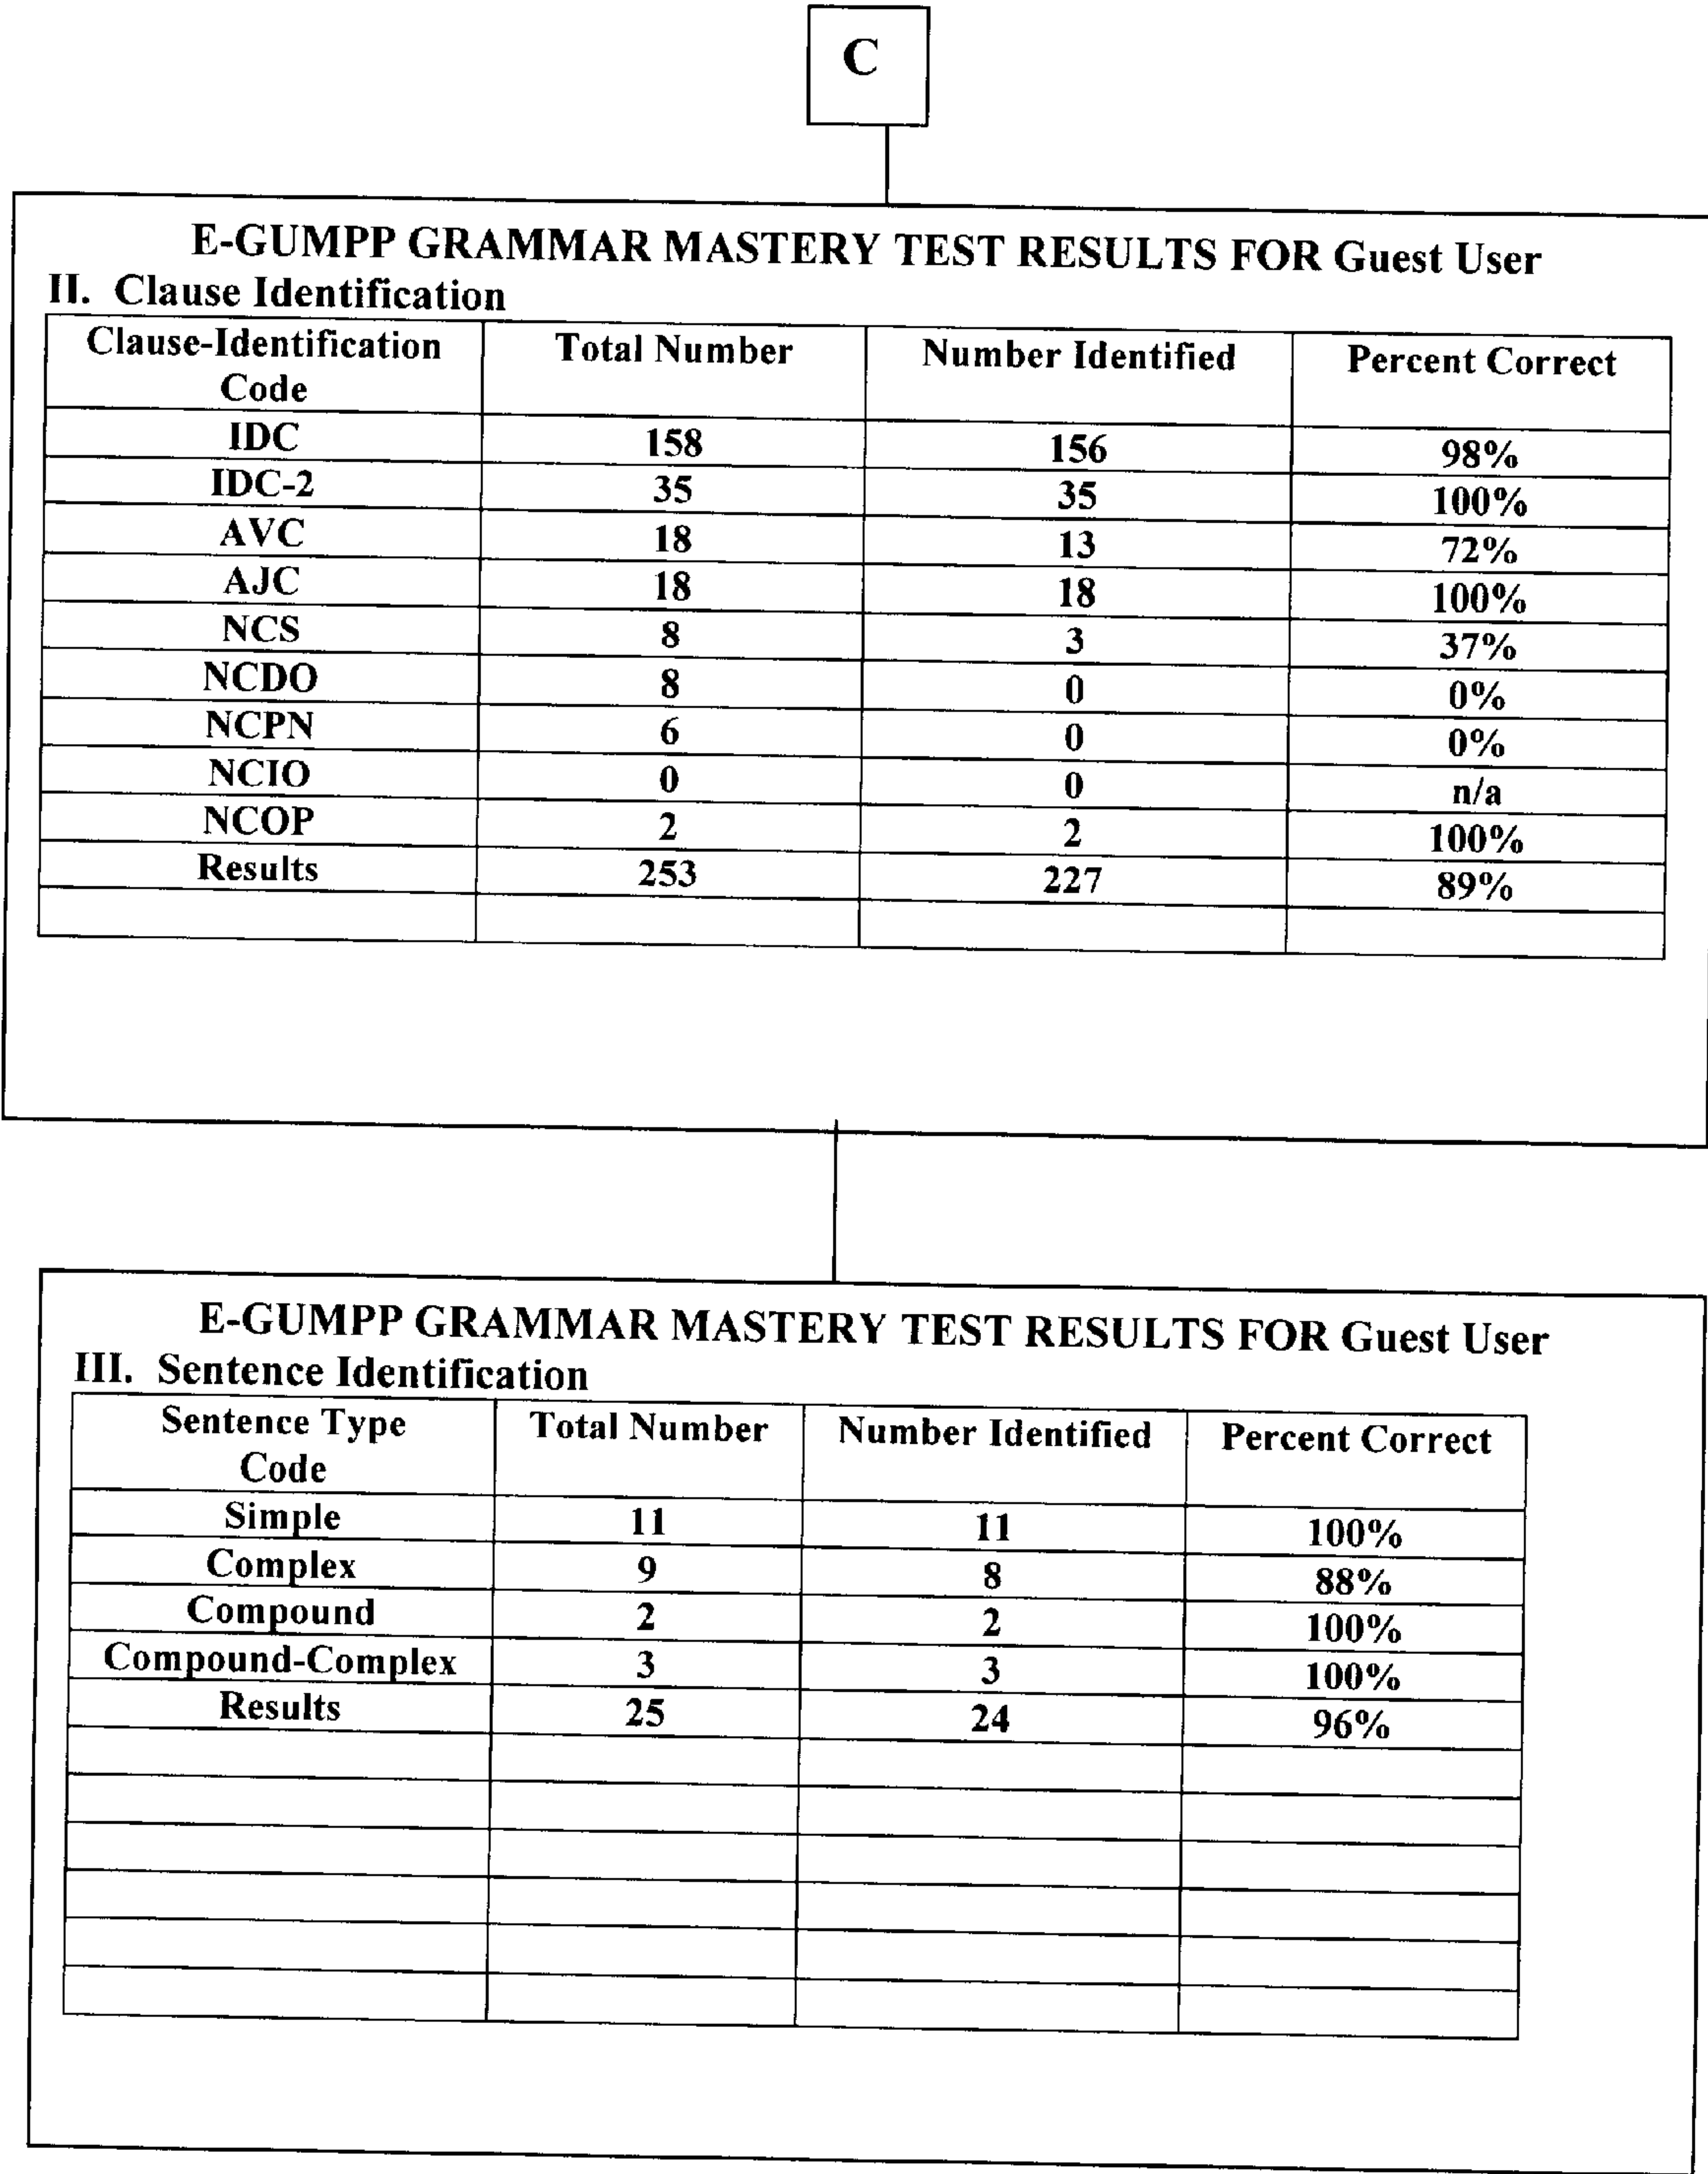 C
E-GUMPP GRAMMAR MASTERY TEST RESULTS FOR Guest User
II. Clause Identification
Clause-Identification Code Total Number Number Identified Percent Correct
IDC 158 156 98%
IDC-2 35 35 100%
AVC 18 13 72%
AJC 18 18 100%
NCS 8 3 37%
NCDO 8 0 0%
NCPN 6 0 0%
NCIO 0 0 n/a
NCOP 2 2 100%
Results 253 227 89%
E-GUMPP GRAMMAR MASTERY TEST RESULTS FOR Guest User
III. Sentence Identification
Sentence Type Code Total Number Number Identified Percent Correct
Simple 11 11 100%
Complex 9 8 88%
Compound 2 2 100%
Compound-Complex 3 3 100%
Results 25 24 96%